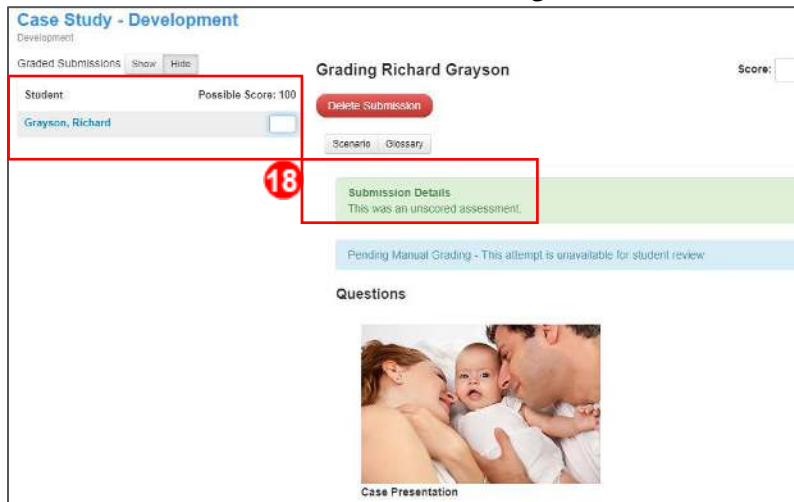 Case Study - Development
Development
Graded Submissions Show Hide
Student Possible Score: 100
Grayson, Richard
Grading Richard Grayson Score:
Delete Submission
Scenario Glossary
18
Submission Details
This was an unscored assessment.
Pending Manual Grading - This attempt is unavailable for student review
Questions
Case Presentation